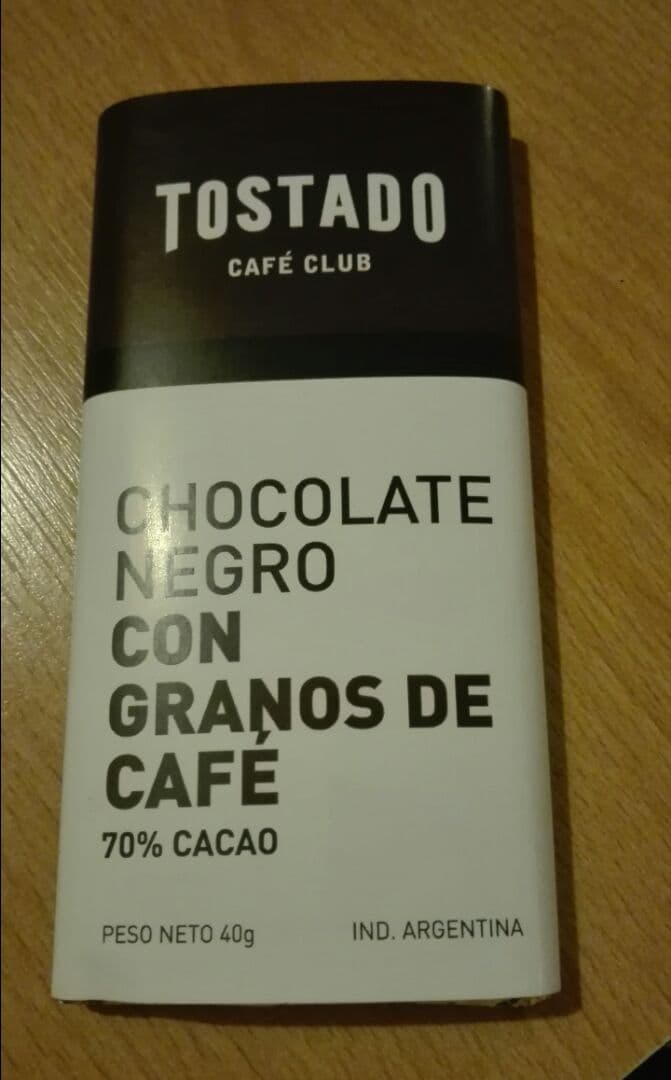 TOSTADO
CAFÉ CLUB
CHOCOLATE
NEGRO
CON
GRANOS DE
CAFÉ
70% CACAO
PESO NETO 40g
IND. ARGENTINA